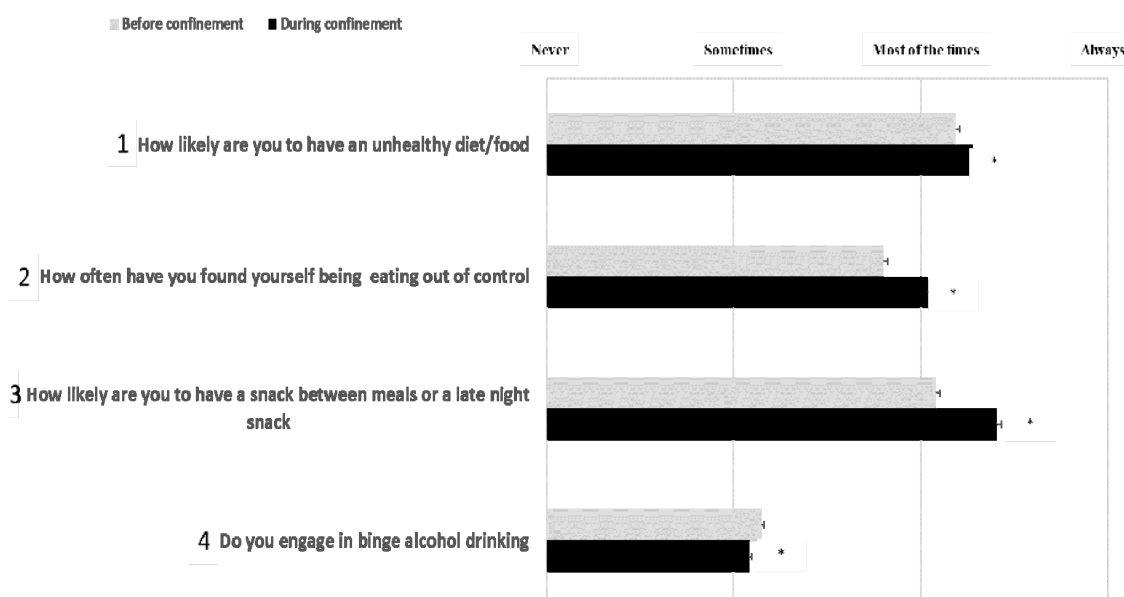 Before confinement During confinement
Never Sometimes Most of the times Always
1 How likely are you to have an unhealthy diet/food
*
2 How often have you found yourself being eating out of control
*
3 How likely are you to have a snack between meals or a late night
snack
*
4 Do you engage in binge alcohol drinking
*